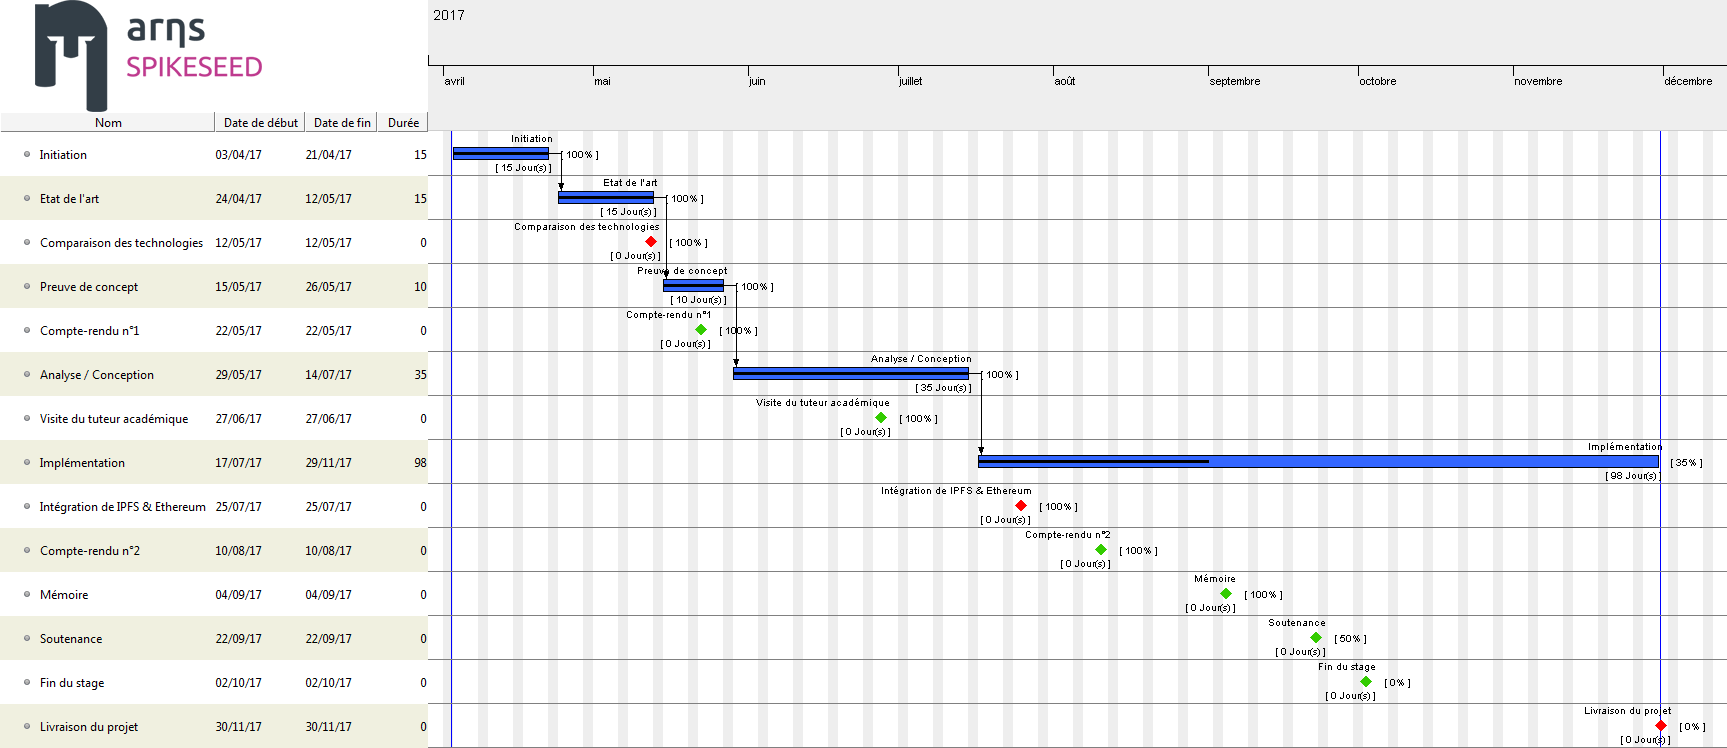 arηs
SPIKESEED
2017
avril mai juin juillet août septembre octobre novembre décembre
Nom Date de début Date de fin Durée
Initiation
Initiation 03/04/17 21/04/17 15 [ 100% ]
[ 15 Jour(s) ]
Etat de l'art
Etat de l'art 24/04/17 12/05/17 15 [ 100% ]
[ 15 Jour(s) ]
Comparaison des technologies
Comparaison des technologies 12/05/17 12/05/17 0 [ 100% ]
[ 0 Jour(s) ]
Preuve de concept
Preuve de concept 15/05/17 26/05/17 10 [ 100% ]
[ 10 Jour(s) ]
Compte-rendu n°1
Compte-rendu n°1 22/05/17 22/05/17 0 [ 100% ]
[ 0 Jour(s) ]
Analyse / Conception
Analyse / Conception 29/05/17 14/07/17 35 [ 100% ]
[ 35 Jour(s) ]
Visite du tuteur académique
Visite du tuteur académique 27/06/17 27/06/17 0 [ 100% ]
[ 0 Jour(s) ]
Implémentation
Implémentation 17/07/17 29/11/17 98 [ 35% ]
[ 98 Jour(s) ]
Intégration de IPFS & Ethereum
Intégration de IPFS & Ethereum 25/07/17 25/07/17 0 [ 100% ]
[ 0 Jour(s) ]
Compte-rendu n°2
Compte-rendu n°2 10/08/17 10/08/17 0 [ 100% ]
[ 0 Jour(s) ]
Mémoire
Mémoire 04/09/17 04/09/17 0 [ 100% ]
[ 0 Jour(s) ]
Soutenance
Soutenance 22/09/17 22/09/17 0 [ 50% ]
[ 0 Jour(s) ]
Fin du stage
Fin du stage 02/10/17 02/10/17 0 [ 0% ]
[ 0 Jour(s) ]
Livraison du projet
Livraison du projet 30/11/17 30/11/17 0 [ 0% ]
[ 0 Jour(s) ]